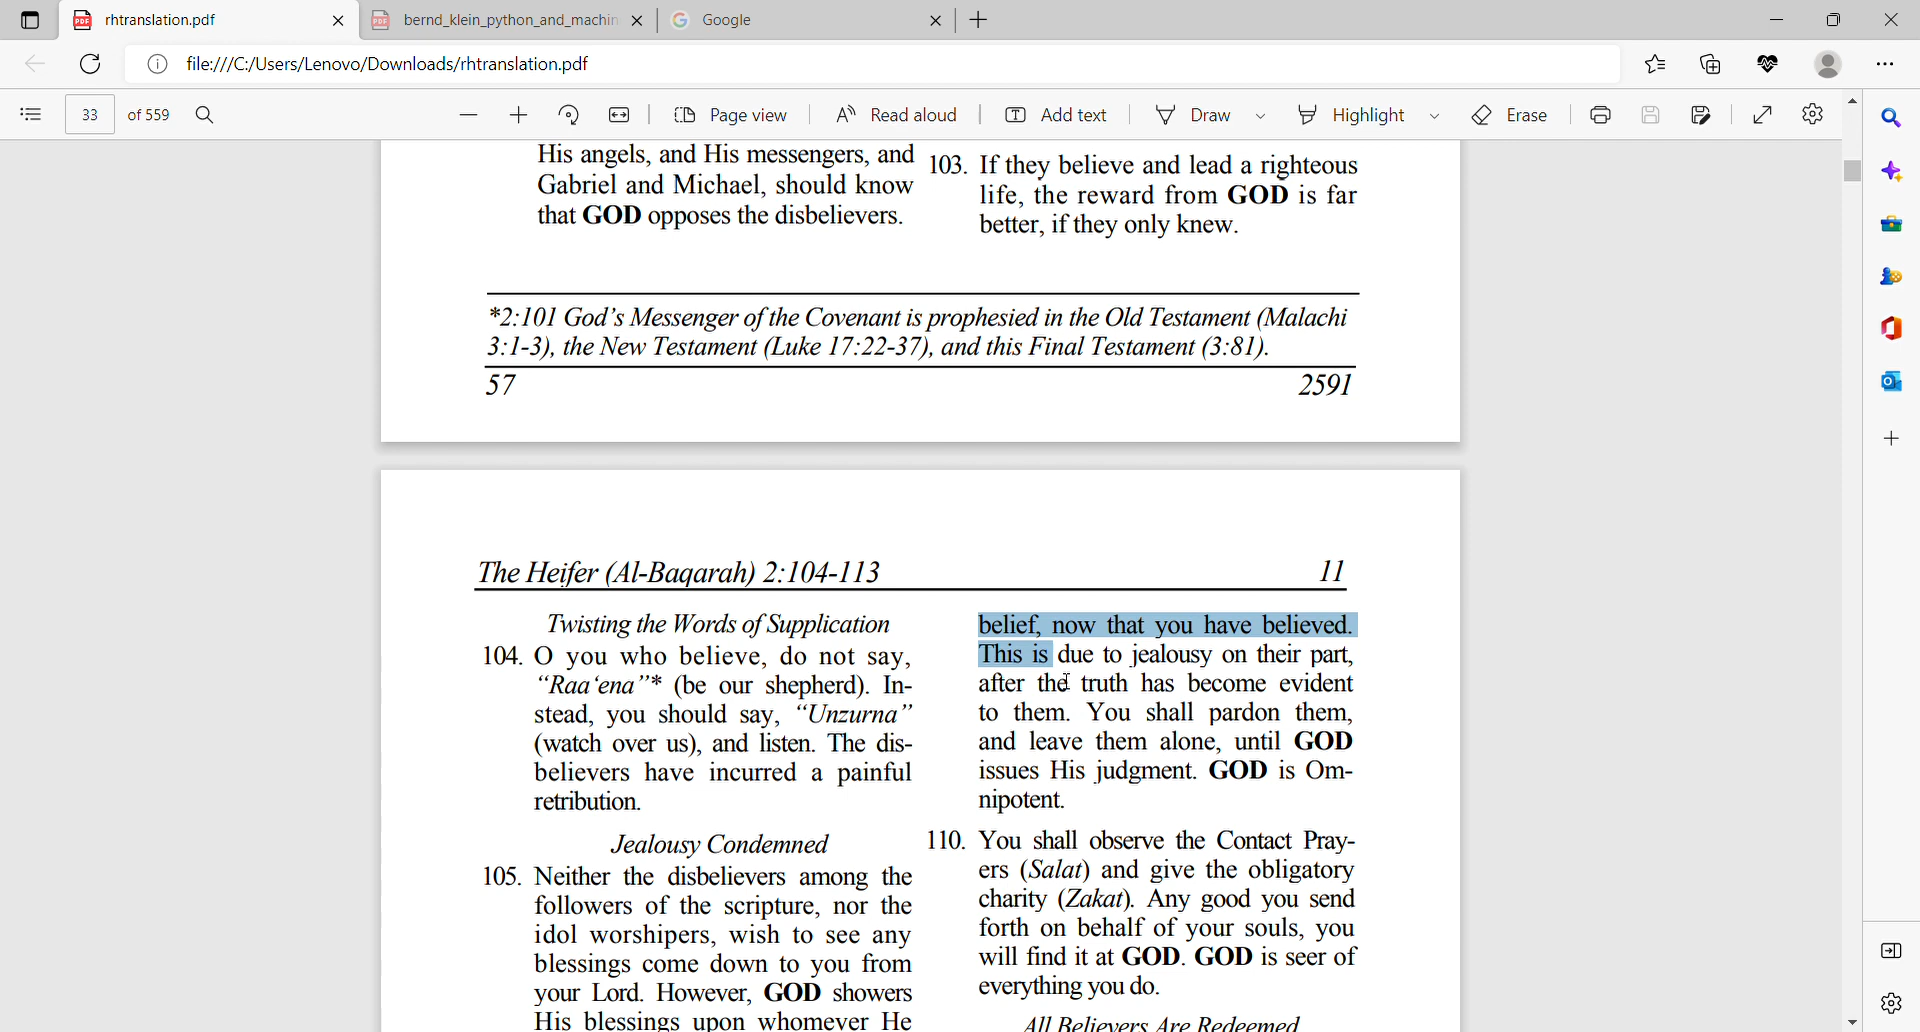 rhtranslation.pdf
bernd_klein_python_and_machin
Google
file:///C:/Users/Lenovo/Downloads/rhtranslation.pdf
33 of 559
Page view
Read aloud
Add text
Draw
Highlight
Erase
His angels, and His messengers, and
Gabriel and Michael, should know
that GOD opposes the disbelievers.
103. If they believe and lead a righteous
life, the reward from GOD is far
better, if they only knew.
*2:101 God’s Messenger of the Covenant is prophesied in the Old Testament (Malachi
3:1-3), the New Testament (Luke 17:22-37), and this Final Testament (3:81).
57 2591
The Heifer (Al-Baqarah) 2:104-113 11
Twisting the Words of Supplication
104. O you who believe, do not say,
“Raa‘ena”* (be our shepherd). In-
stead, you should say, “Unzurna”
(watch over us), and listen. The dis-
believers have incurred a painful
retribution.
Jealousy Condemned
105. Neither the disbelievers among the
followers of the scripture, nor the
idol worshipers, wish to see any
blessings come down to you from
your Lord. However, GOD showers
His blessings upon whomever He
belief, now that you have believed.
This is due to jealousy on their part,
after the truth has become evident
to them. You shall pardon them,
and leave them alone, until GOD
issues His judgment. GOD is Om-
nipotent.
110. You shall observe the Contact Pray-
ers (Salat) and give the obligatory
charity (Zakat). Any good you send
forth on behalf of your souls, you
will find it at GOD. GOD is seer of
everything you do.
All Believers Are Redeemed